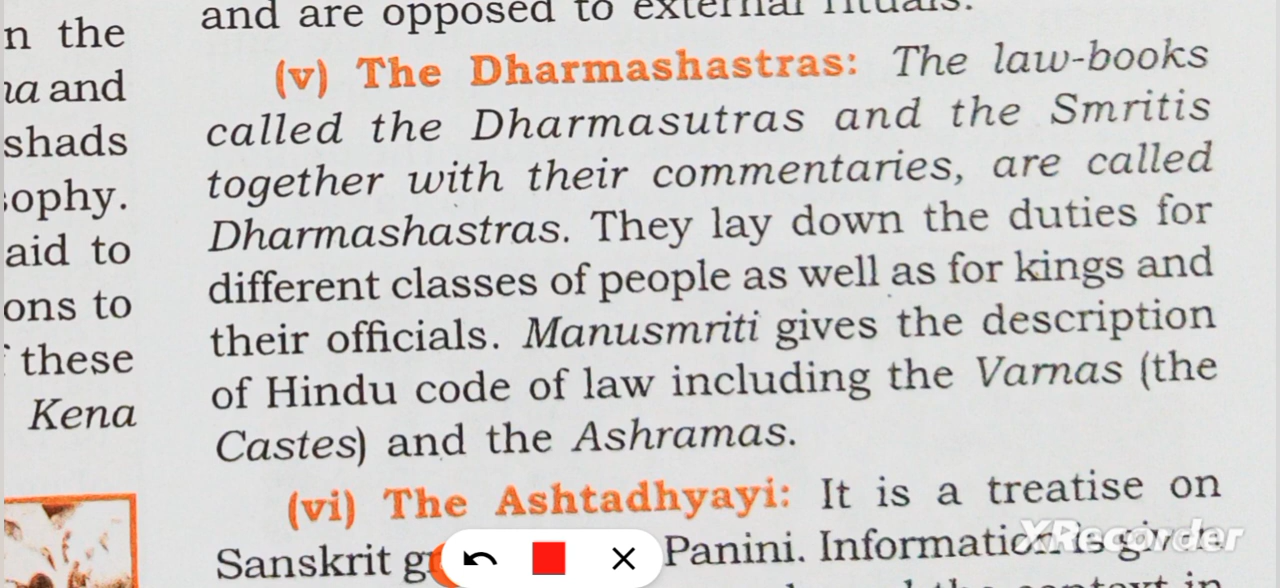 n the
and
shads
ophy.
aid to
ons to
these
Kena
and are opposed to external rituals.
(v) The Dharmashastras: The law-books
called the Dharmasutras and the Smritis
together with their commentaries, are called
Dharmashastras. They lay down the duties for
different classes of people as well as for kings and
their officials. Manusmriti gives the description
of Hindu code of law including the Varnas (the
Castes) and the Ashramas.
(vi) The Ashtadhyayi: It is a treatise on
Sanskrit Panini. Information is
XRecorder